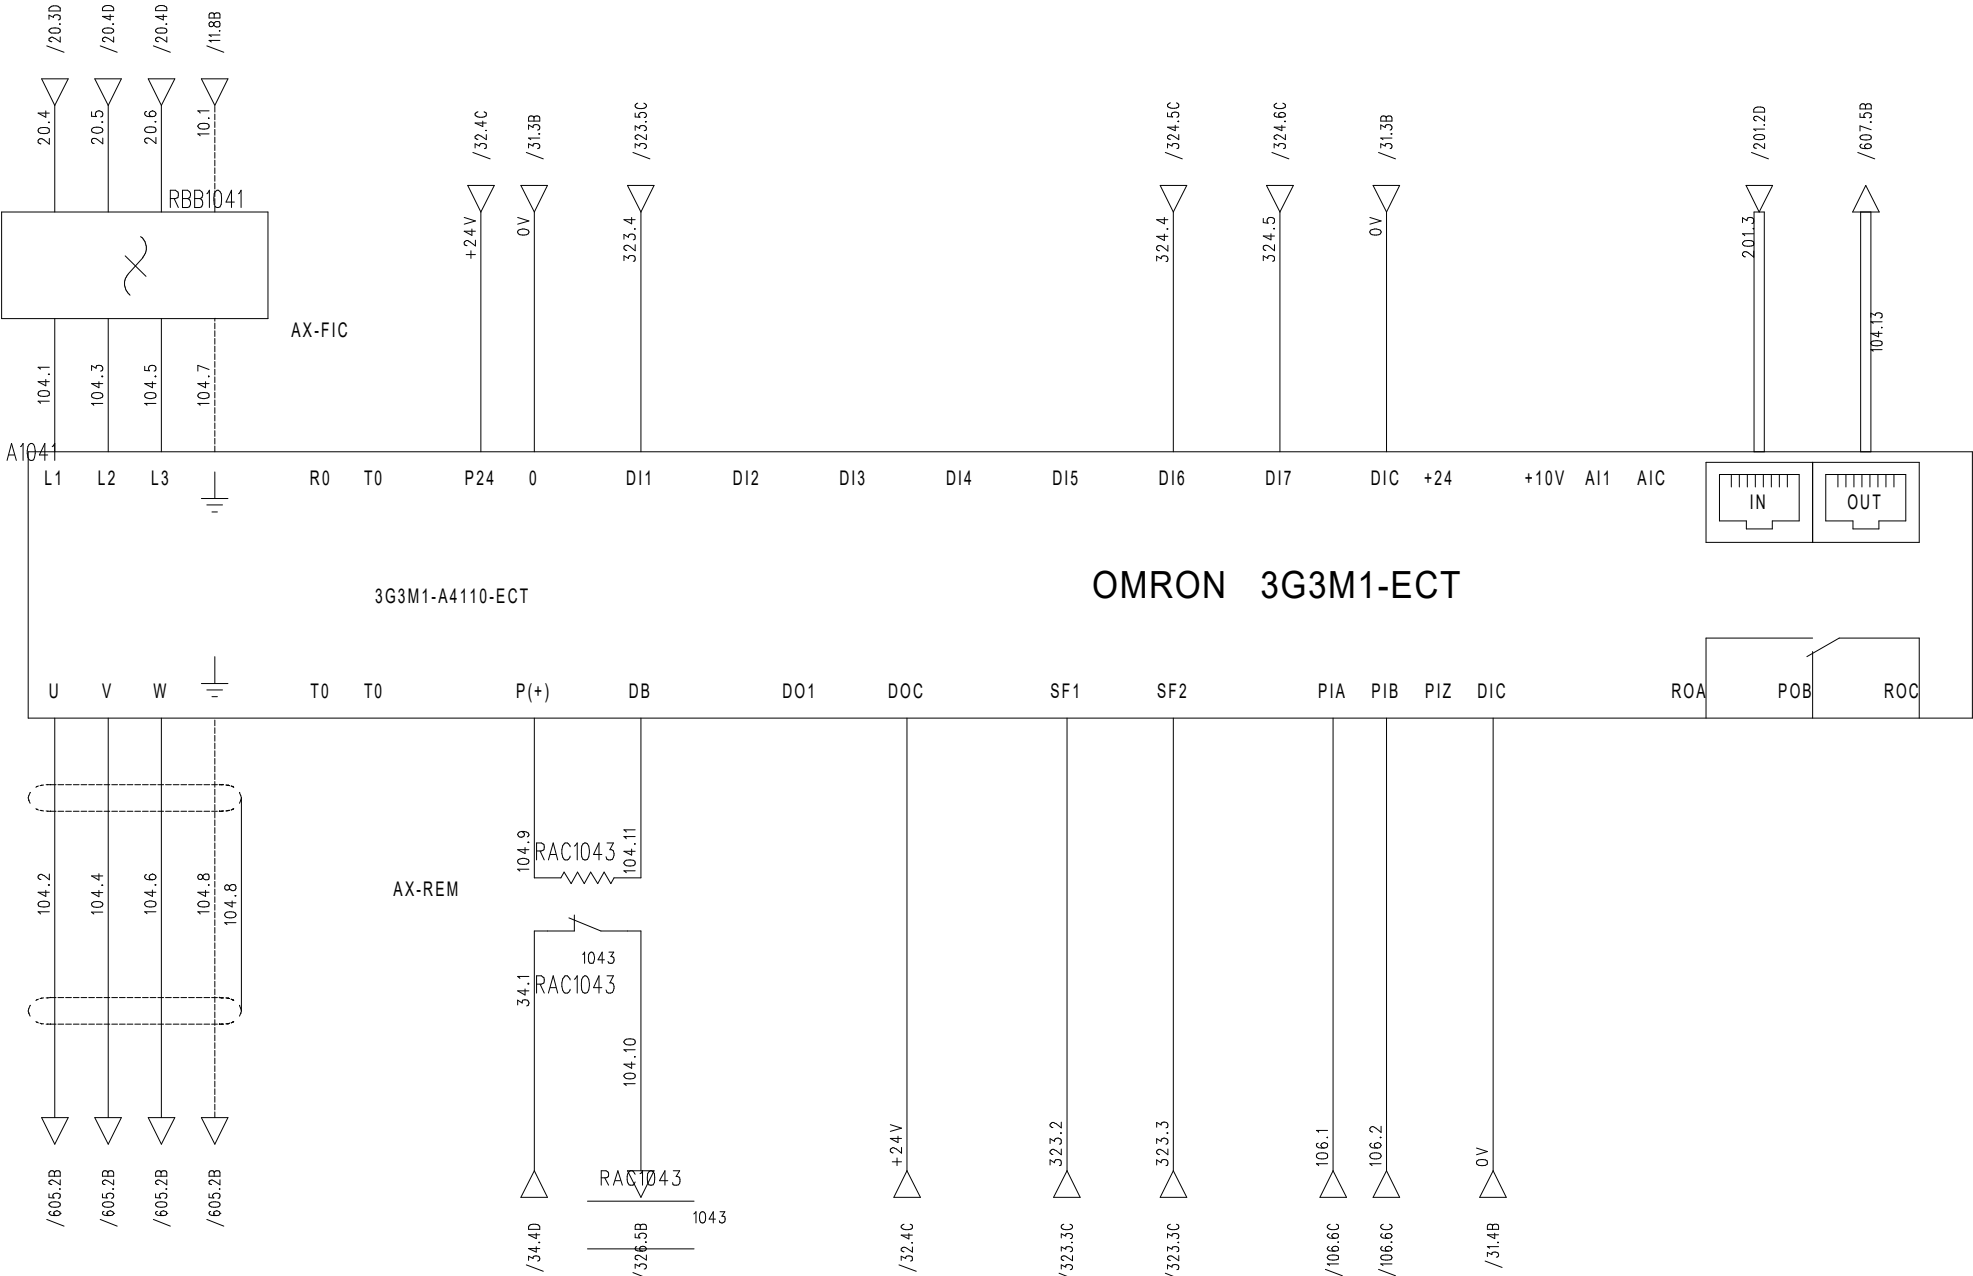 /20.3D /20.4D /20.4D /11.8B
20.4 20.5 20.6 10.1
/32.4C /31.3B /323.5C /324.5C /324.6C /31.3B /201.2D /607.5B
RBB1041
+24V 0V 323.4 324.4 324.5 0V 201.3
AX-FIC
104.13
104.1 104.3 104.5 104.7
A1041
L1 L2 L3 R0 T0 P24 0 DI1 DI2 DI3 DI4 DI5 DI6 DI7 DIC +24 +10V AI1 AIC
IN OUT
3G3M1-A4110-ECT
OMRON 3G3M1-ECT
U V W T0 T0 P(+) DB DO1 DOC SF1 SF2 PIA PIB PIZ DIC ROA POB ROC
104.9 RAC1043 104.11
AX-REM
104.2 104.4 104.6 104.8 104.8
1043
34.1 RAC1043
104.10
+24V 323.2 323.3 106.1 106.2 0V
RAC1043
1043
/605.2B /605.2B /605.2B /605.2B
/34.4D /326.5B /32.4C /323.3C /323.3C /106.6C /106.6C /31.4B